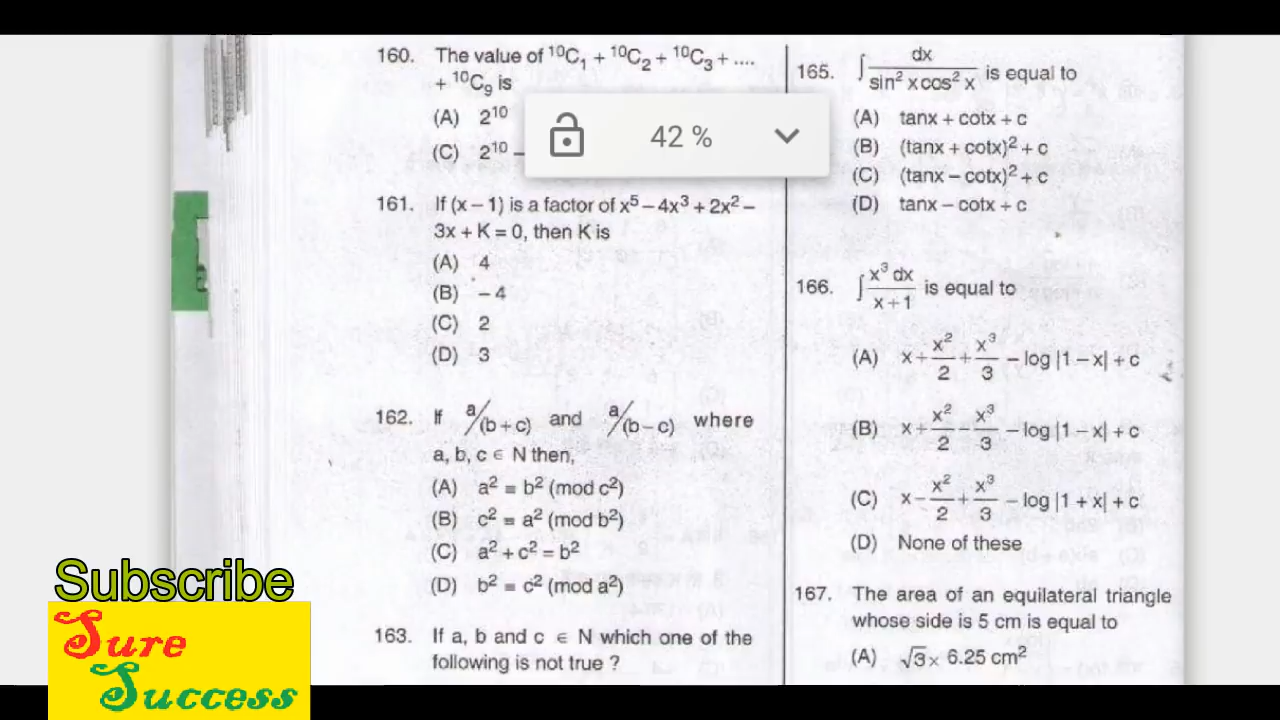 160. The value of ¹⁰C₁ + ¹⁰C₂ + ¹⁰C₃ + ....
+ ¹⁰C₉ is
(A) 2¹⁰
(C) 2¹⁰ –
42 %
161. If (x – 1) is a factor of x⁵ – 4x³ + 2x² –
3x + K = 0, then K is
(A) 4
(B) – 4
(C) 2
(D) 3
162. If a/(b + c) and a/(b – c) where
a, b, c ∈ N then,
(A) a² ≡ b² (mod c²)
(B) c² ≡ a² (mod b²)
(C) a² + c² = b²
(D) b² ≡ c² (mod a²)
163. If a, b and c ∈ N which one of the
following is not true ?
165. ∫ dx / sin² x cos² x is equal to
(A) tanx + cotx + c
(B) (tanx + cotx)² + c
(C) (tanx – cotx)² + c
(D) tanx – cotx + c
166. ∫ x³ dx / x + 1 is equal to
(A) x + x²/2 + x³/3 – log |1 – x| + c
(B) x + x²/2 – x³/3 – log |1 – x| + c
(C) x – x²/2 + x³/3 – log |1 + x| + c
(D) None of these
167. The area of an equilateral triangle
whose side is 5 cm is equal to
(A) √3 × 6.25 cm²
Subscribe
Sure
Success